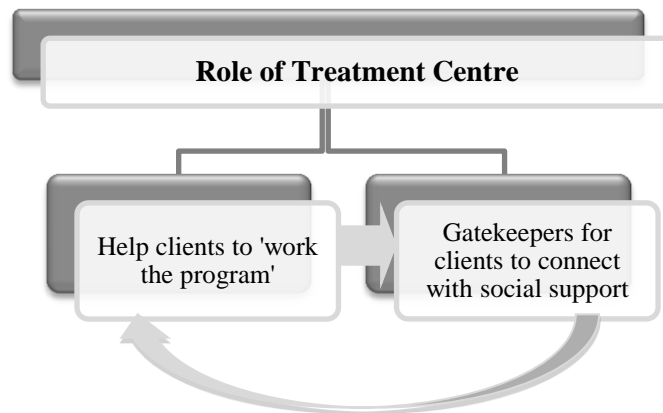 Role of Treatment Centre
Help clients to 'work
the program'
Gatekeepers for
clients to connect
with social support